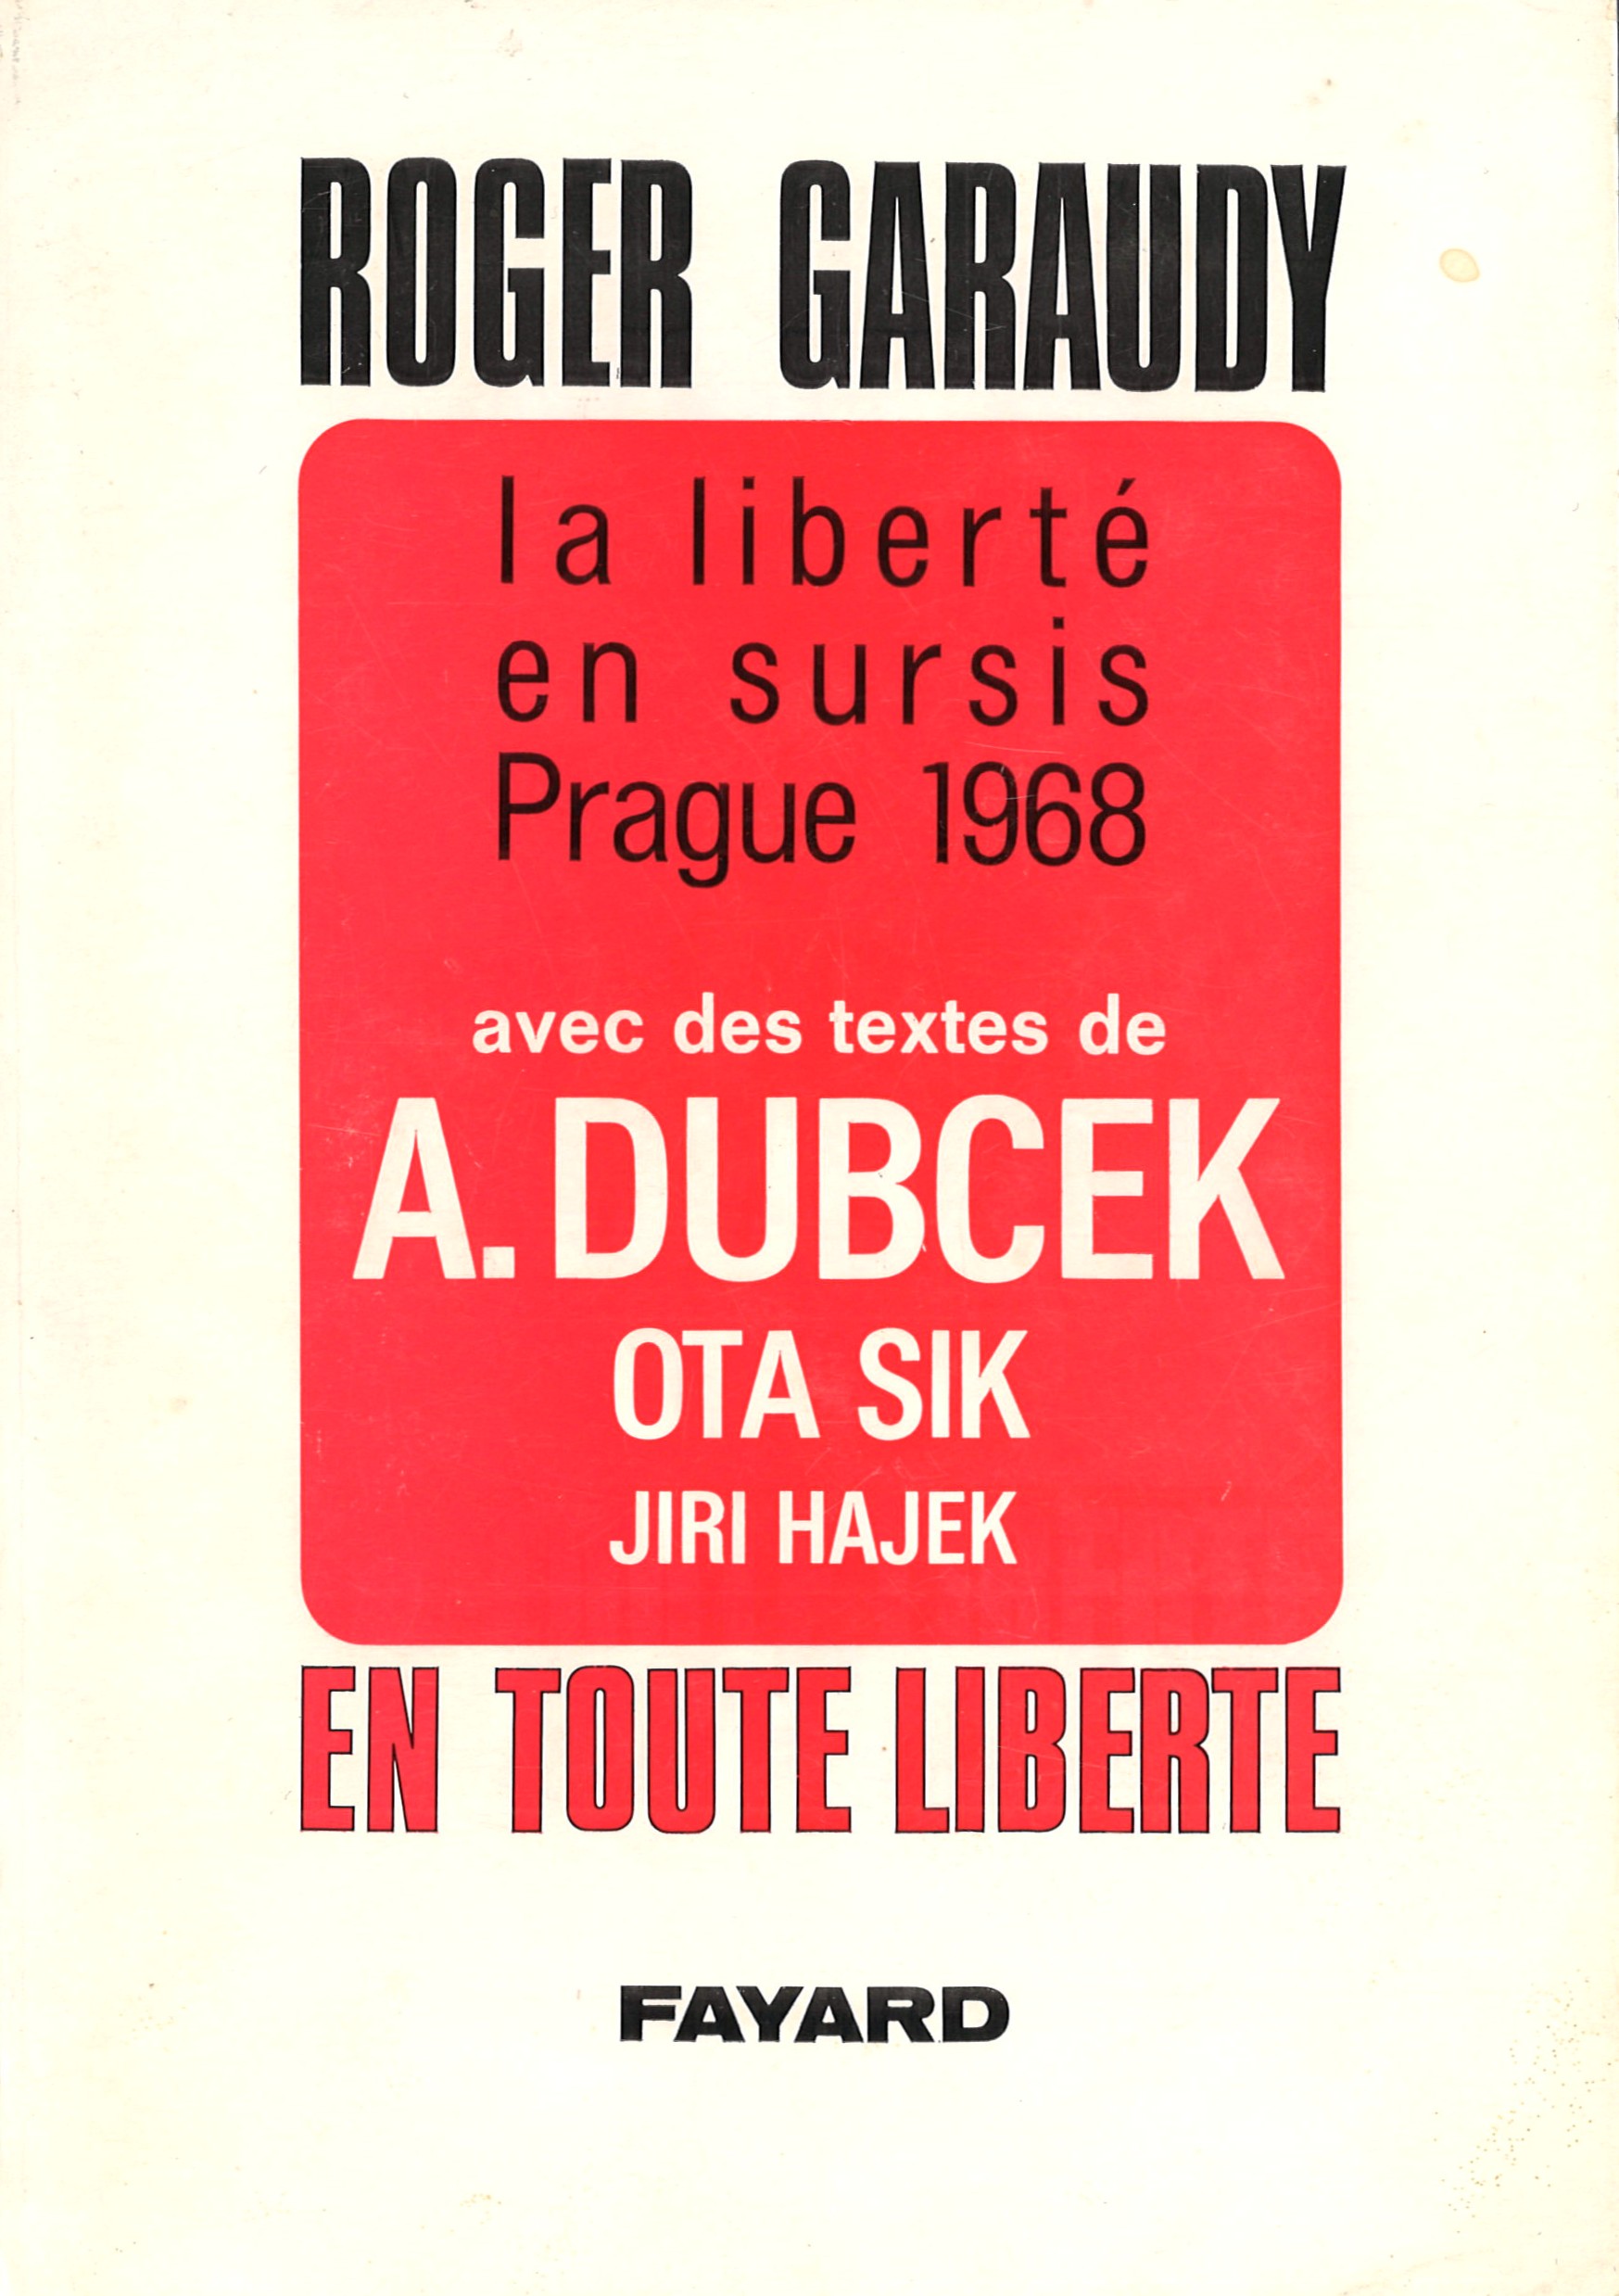 ROGER GARAUDY
la liberté
en sursis
Prague 1968
avec des textes de
A. DUBCEK
OTA SIK
JIRI HAJEK
EN TOUTE LIBERTE
FAYARD